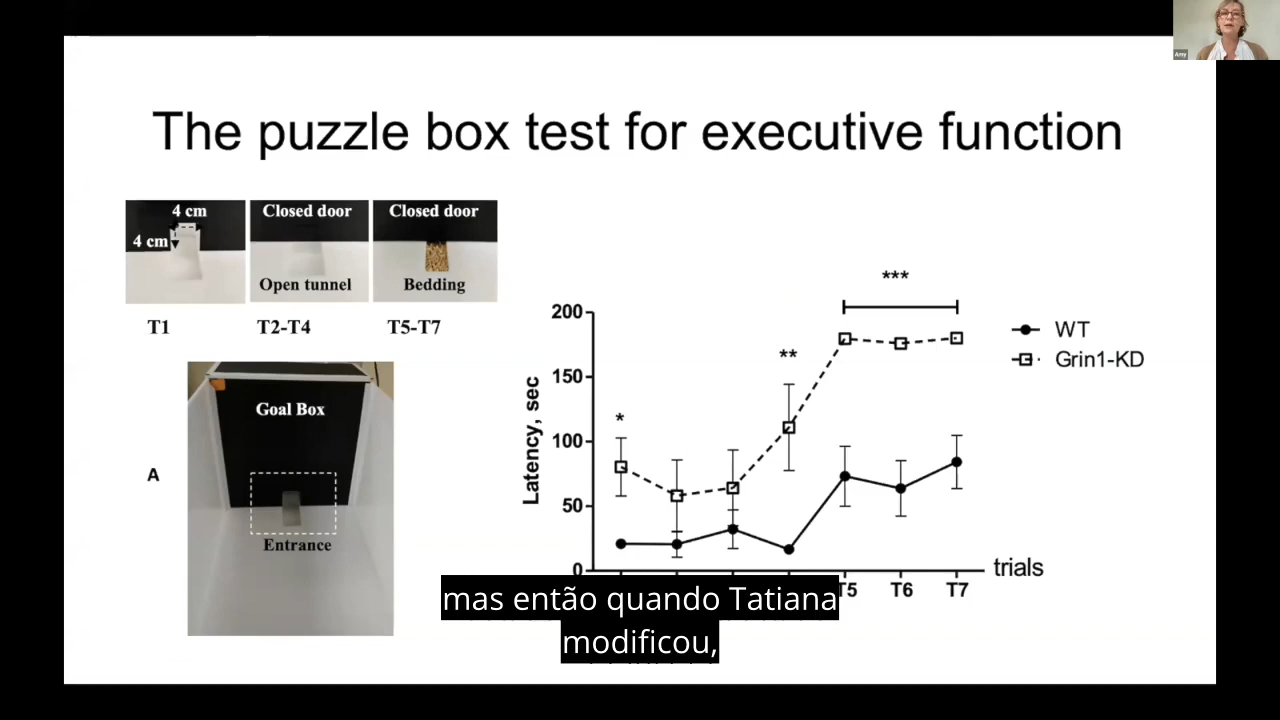 Amy
The puzzle box test for executive function
4 cm
4 cm
Closed door
Open tunnel
Closed door
Bedding
T1
T2-T4
T5-T7
A
Goal Box
Entrance
***
**
*
200
150
100
50
0
Latency, sec
WT
Grin1-KD
trials
T5
T6
T7
mas então quando Tatiana
modificou,